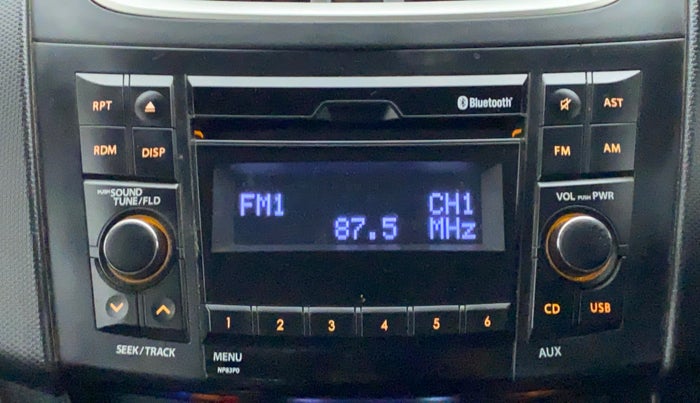 RPT
RDM
DISP
PUSH SOUND
TUNE/FLD
SEEK/TRACK
Bluetooth
FM1 CH1
87.5 MHz
1 2 3 4 5 6
MENU
NP83P0
AST
FM
AM
VOL PUSH PWR
CD
USB
AUX